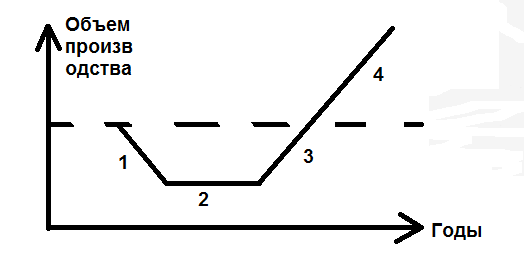 Объем
произв
одства
1
2
3
4
Годы